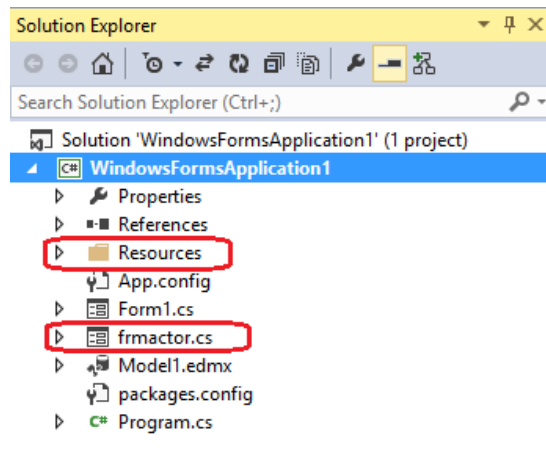 Solution Explorer
Search Solution Explorer (Ctrl+;)
Solution 'WindowsFormsApplication1' (1 project)
C# WindowsFormsApplication1
Properties
References
Resources
App.config
Form1.cs
frmactor.cs
Model1.edmx
packages.config
C# Program.cs